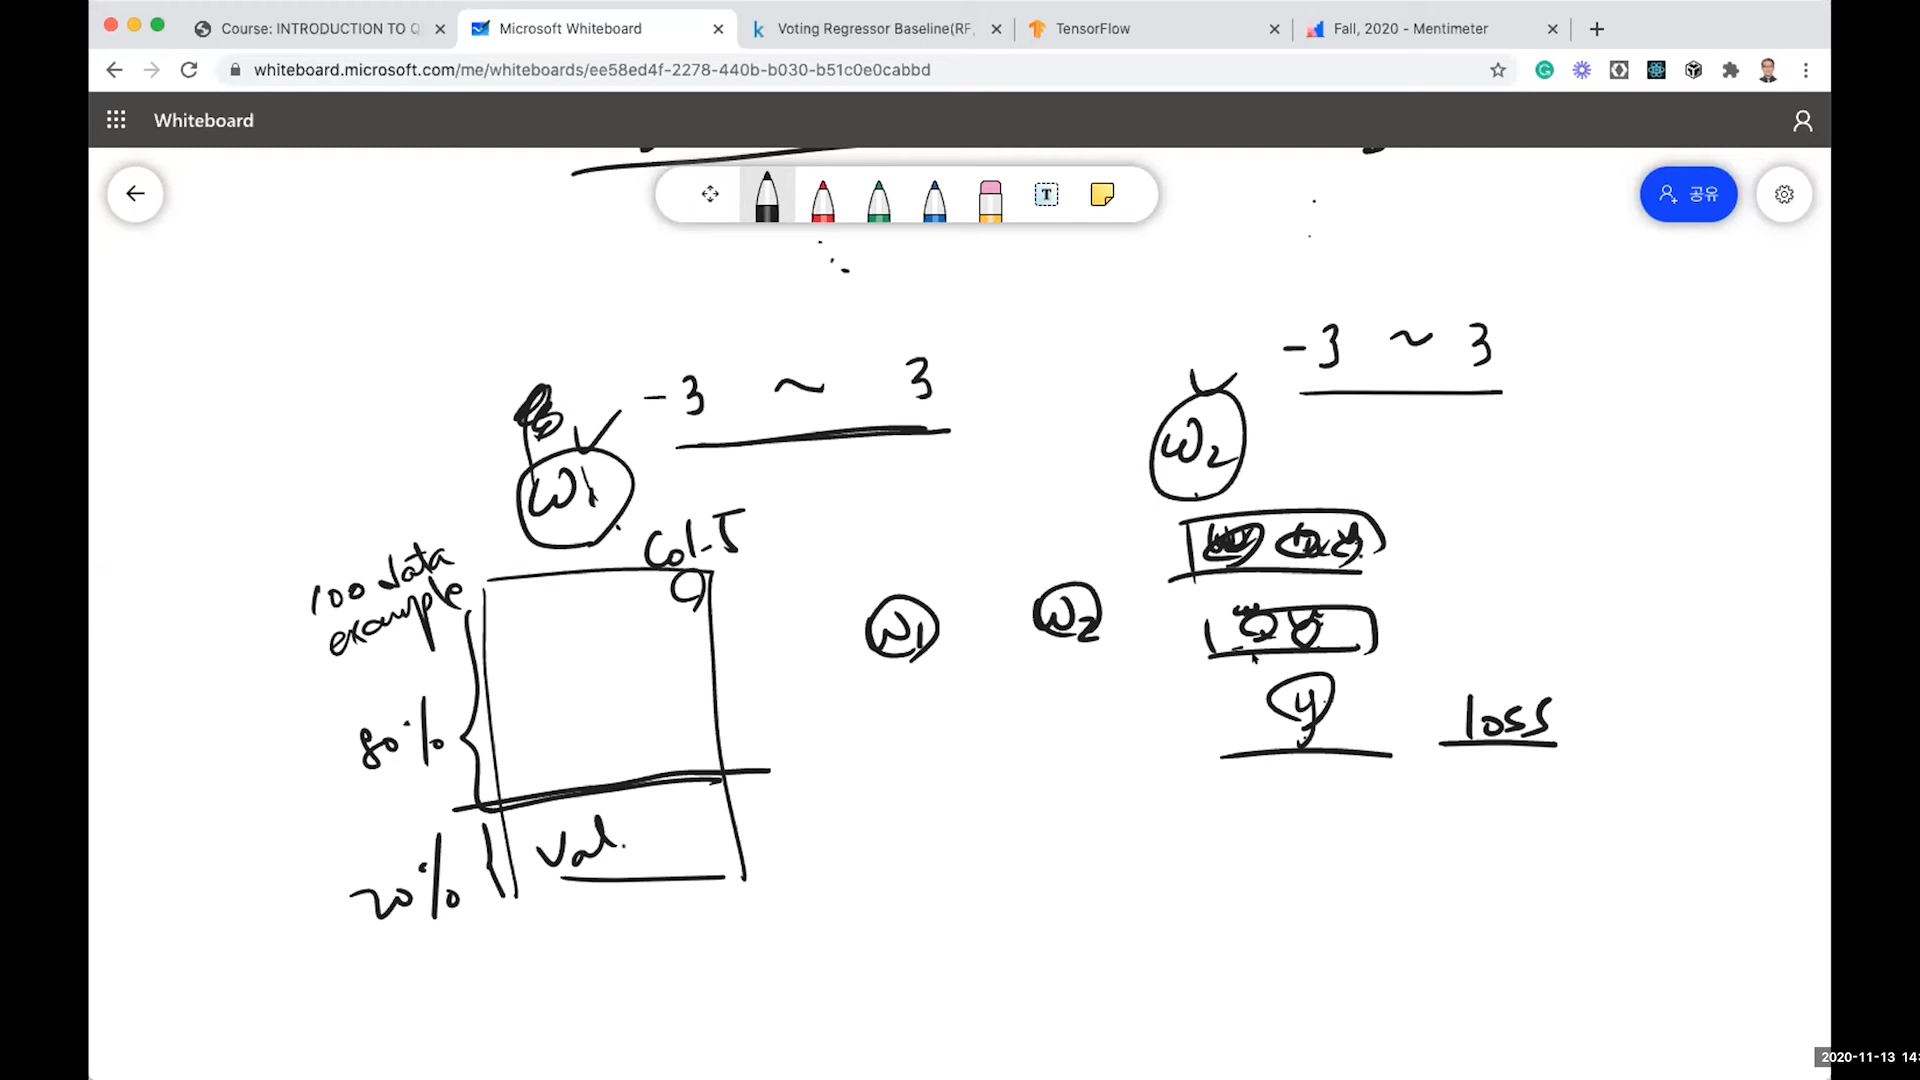 Course: INTRODUCTION TO Q
Microsoft Whiteboard
Voting Regressor Baseline(RF,
TensorFlow
Fall, 2020 - Mentimeter
whiteboard.microsoft.com/me/whiteboards/ee58ed4f-2278-440b-b030-b51c0e0cabbd
Whiteboard
T
공유
-3 ~ 3
-3 ~ 3
w1
w2
Col-5
100 data
example
w1
w2
80%
y
loss
Val.
20%
2020-11-13 14: